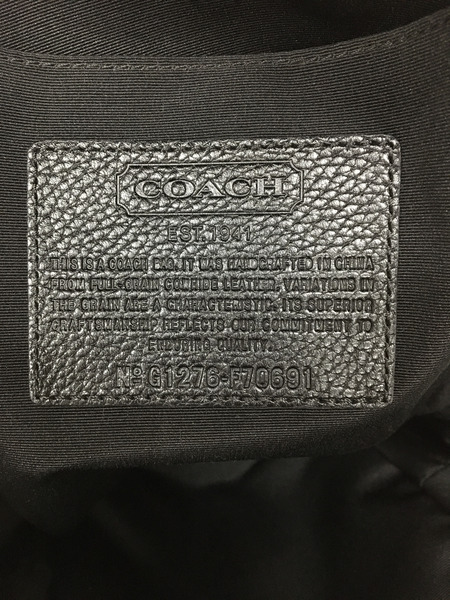 COACH
EST. 1941
THIS IS A COACH BAG. IT WAS HANDCRAFTED IN CHINA
FROM FULL-GRAIN COWHIDE LEATHER. VARIATIONS IN
THE GRAIN ARE A CHARACTERISTIC. ITS SUPERIOR
CRAFTSMANSHIP REFLECTS OUR COMMITMENT TO
ENDURING QUALITY.
Nº G1276-F70691